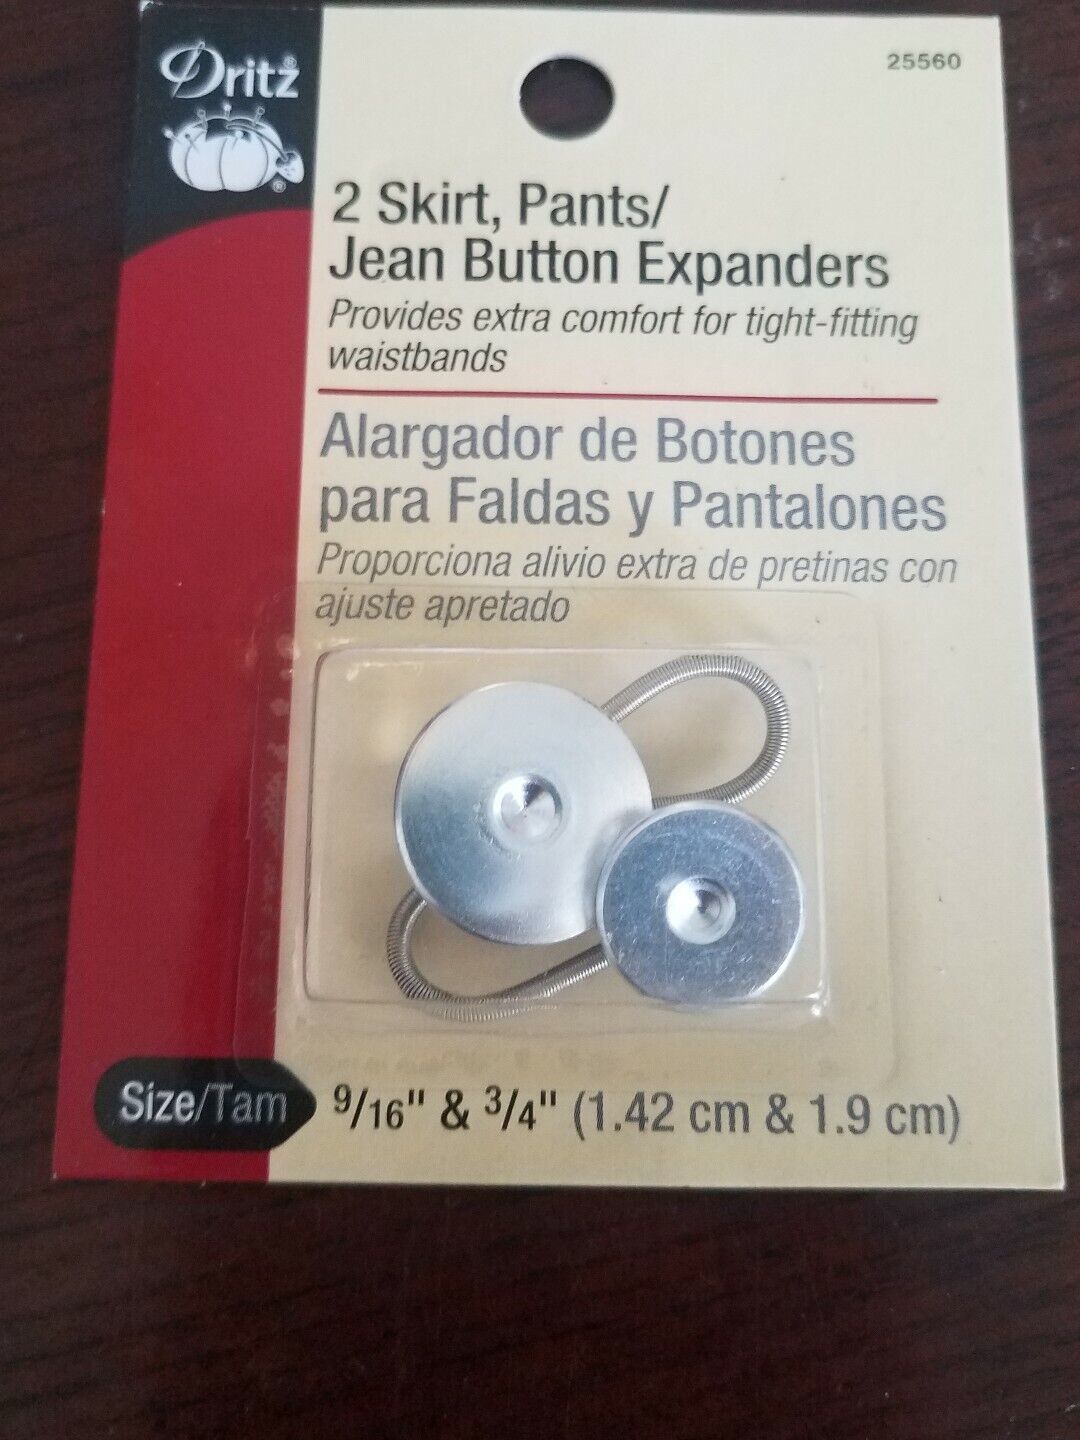 Dritz®
25560
®
2 Skirt, Pants/
Jean Button Expanders
Provides extra comfort for tight-fitting
waistbands
Alargador de Botones
para Faldas y Pantalones
Proporciona alivio extra de pretinas con
ajuste apretado
Size/Tam 9/16" & 3/4" (1.42 cm & 1.9 cm)